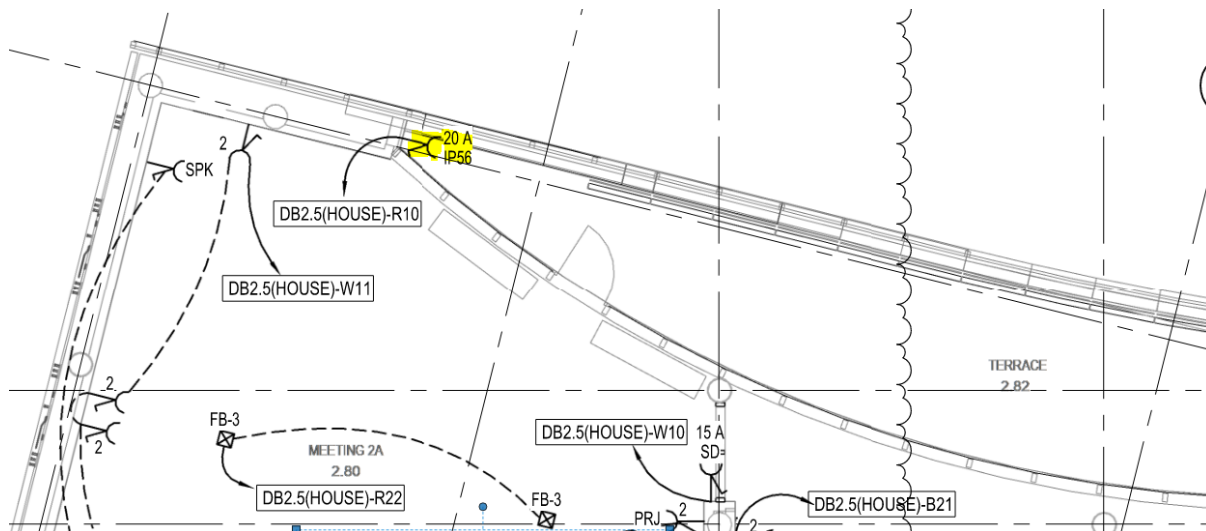 20 A
IP56
2
SPK
DB2.5(HOUSE)-R10
DB2.5(HOUSE)-W11
TERRACE
2.82
2
2
FB-3
MEETING 2A
2.80
DB2.5(HOUSE)-W10
15 A
SD
DB2.5(HOUSE)-R22
FB-3
PRJ
2
2
DB2.5(HOUSE)-B21